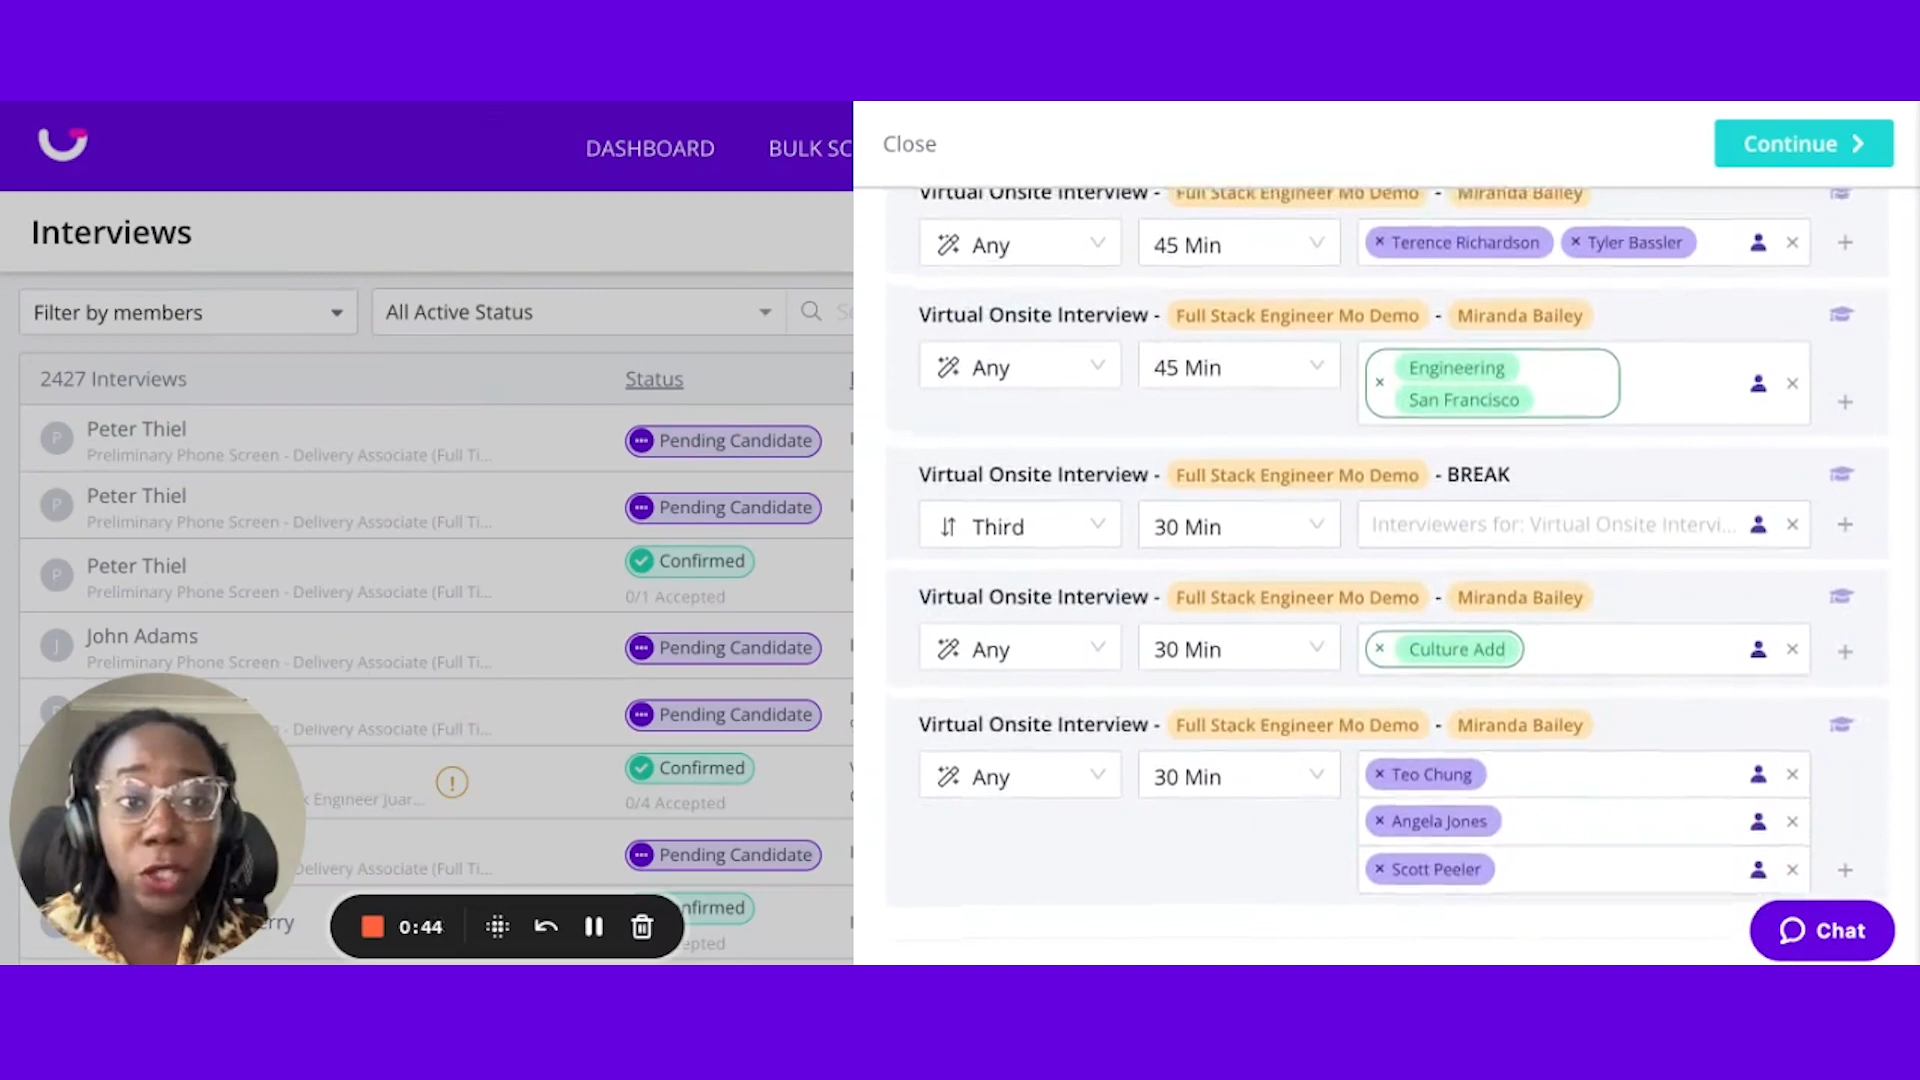 DASHBOARD
BULK SC
Close
Continue
Interviews
Filter by members
All Active Status
2427 Interviews
Status
P
Peter Thiel
Preliminary Phone Screen - Delivery Associate (Full Ti...
Pending Candidate
P
Peter Thiel
Preliminary Phone Screen - Delivery Associate (Full Ti...
Pending Candidate
P
Peter Thiel
Preliminary Phone Screen - Delivery Associate (Full Ti...
Confirmed
0/1 Accepted
J
John Adams
Preliminary Phone Screen - Delivery Associate (Full Ti...
Pending Candidate
- Delivery Associate (Full Ti...
Pending Candidate
Engineer Juar...
!
Confirmed
0/4 Accepted
Delivery Associate (Full Ti...
Pending Candidate
rry
nfirmed
epted
0:44
Virtual Onsite Interview - Full Stack Engineer Mo Demo - Miranda Bailey
Any
45 Min
× Terence Richardson × Tyler Bassler
Virtual Onsite Interview - Full Stack Engineer Mo Demo - Miranda Bailey
Any
45 Min
× Engineering
San Francisco
Virtual Onsite Interview - Full Stack Engineer Mo Demo - BREAK
Third
30 Min
Interviewers for: Virtual Onsite Intervi...
Virtual Onsite Interview - Full Stack Engineer Mo Demo - Miranda Bailey
Any
30 Min
× Culture Add
Virtual Onsite Interview - Full Stack Engineer Mo Demo - Miranda Bailey
Any
30 Min
× Teo Chung
× Angela Jones
× Scott Peeler
Chat